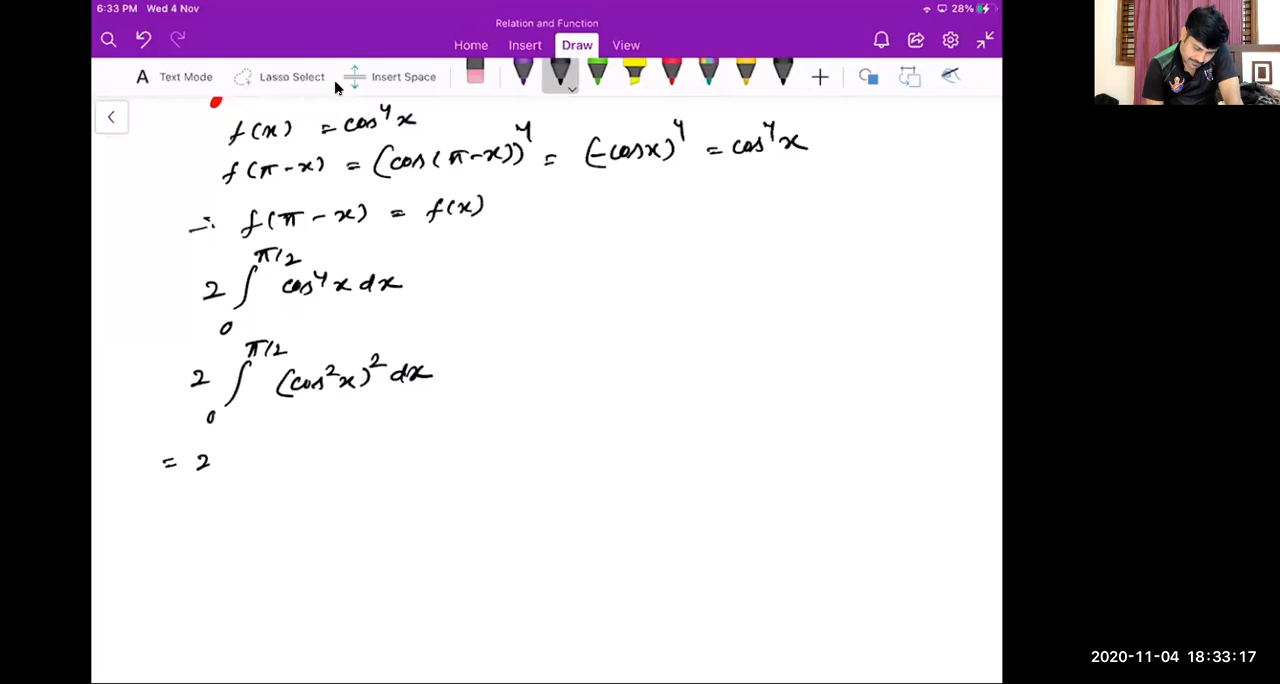 6:33 PM Wed 4 Nov
28%
Relation and Function
Home Insert Draw View
A Text Mode Lasso Select Insert Space
f(x) = cos⁴x
f(π-x) = (cos(π-x))⁴ = (-cosx)⁴ = cos⁴x
∴ f(π-x) = f(x)
2 ∫₀^(π/2) cos⁴x dx
2 ∫₀^(π/2) (cos²x)² dx
= 2
2020-11-04 18:33:17